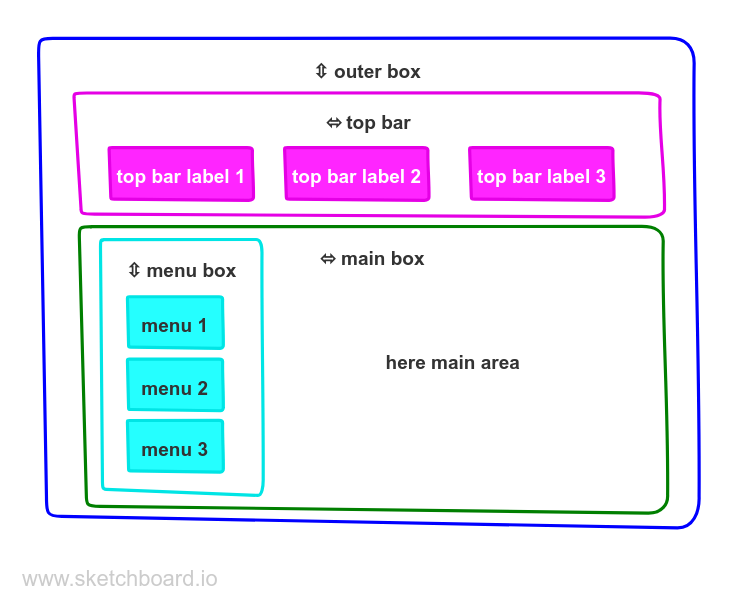 ⇳ outer box
⬄ top bar
top bar label 1
top bar label 2
top bar label 3
⬄ main box
⇳ menu box
menu 1
menu 2
menu 3
here main area
www.sketchboard.io